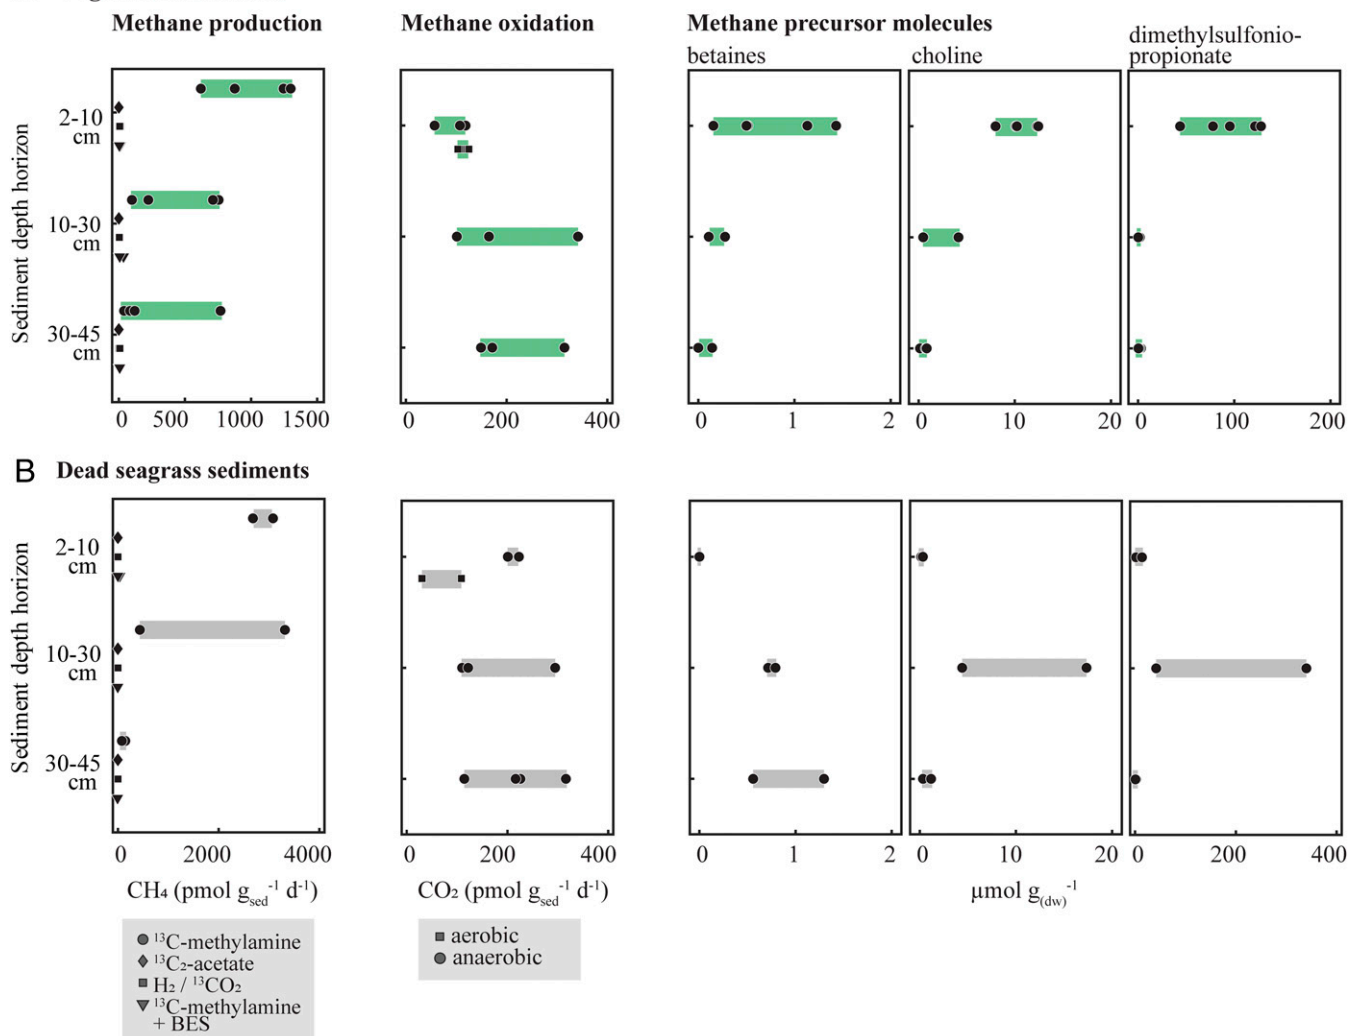 Methane production
Methane oxidation
Methane precursor molecules
betaines
choline
dimethylsulfonio-
propionate
Sediment depth horizon
2-10
cm
10-30
cm
30-45
cm
0 500 1000 1500
0 200 400
0 1 2
0 10 20
0 100 200
B Dead seagrass sediments
Sediment depth horizon
2-10
cm
10-30
cm
30-45
cm
0 2000 4000
0 200 400
0 1 2
0 10 20
0 200 400
CH₄ (pmol g_sed⁻¹ d⁻¹)
CO₂ (pmol g_sed⁻¹ d⁻¹)
µmol g_(dw)⁻¹
¹³C-methylamine
¹³C₂-acetate
H₂ / ¹³CO₂
¹³C-methylamine
+ BES
aerobic
anaerobic